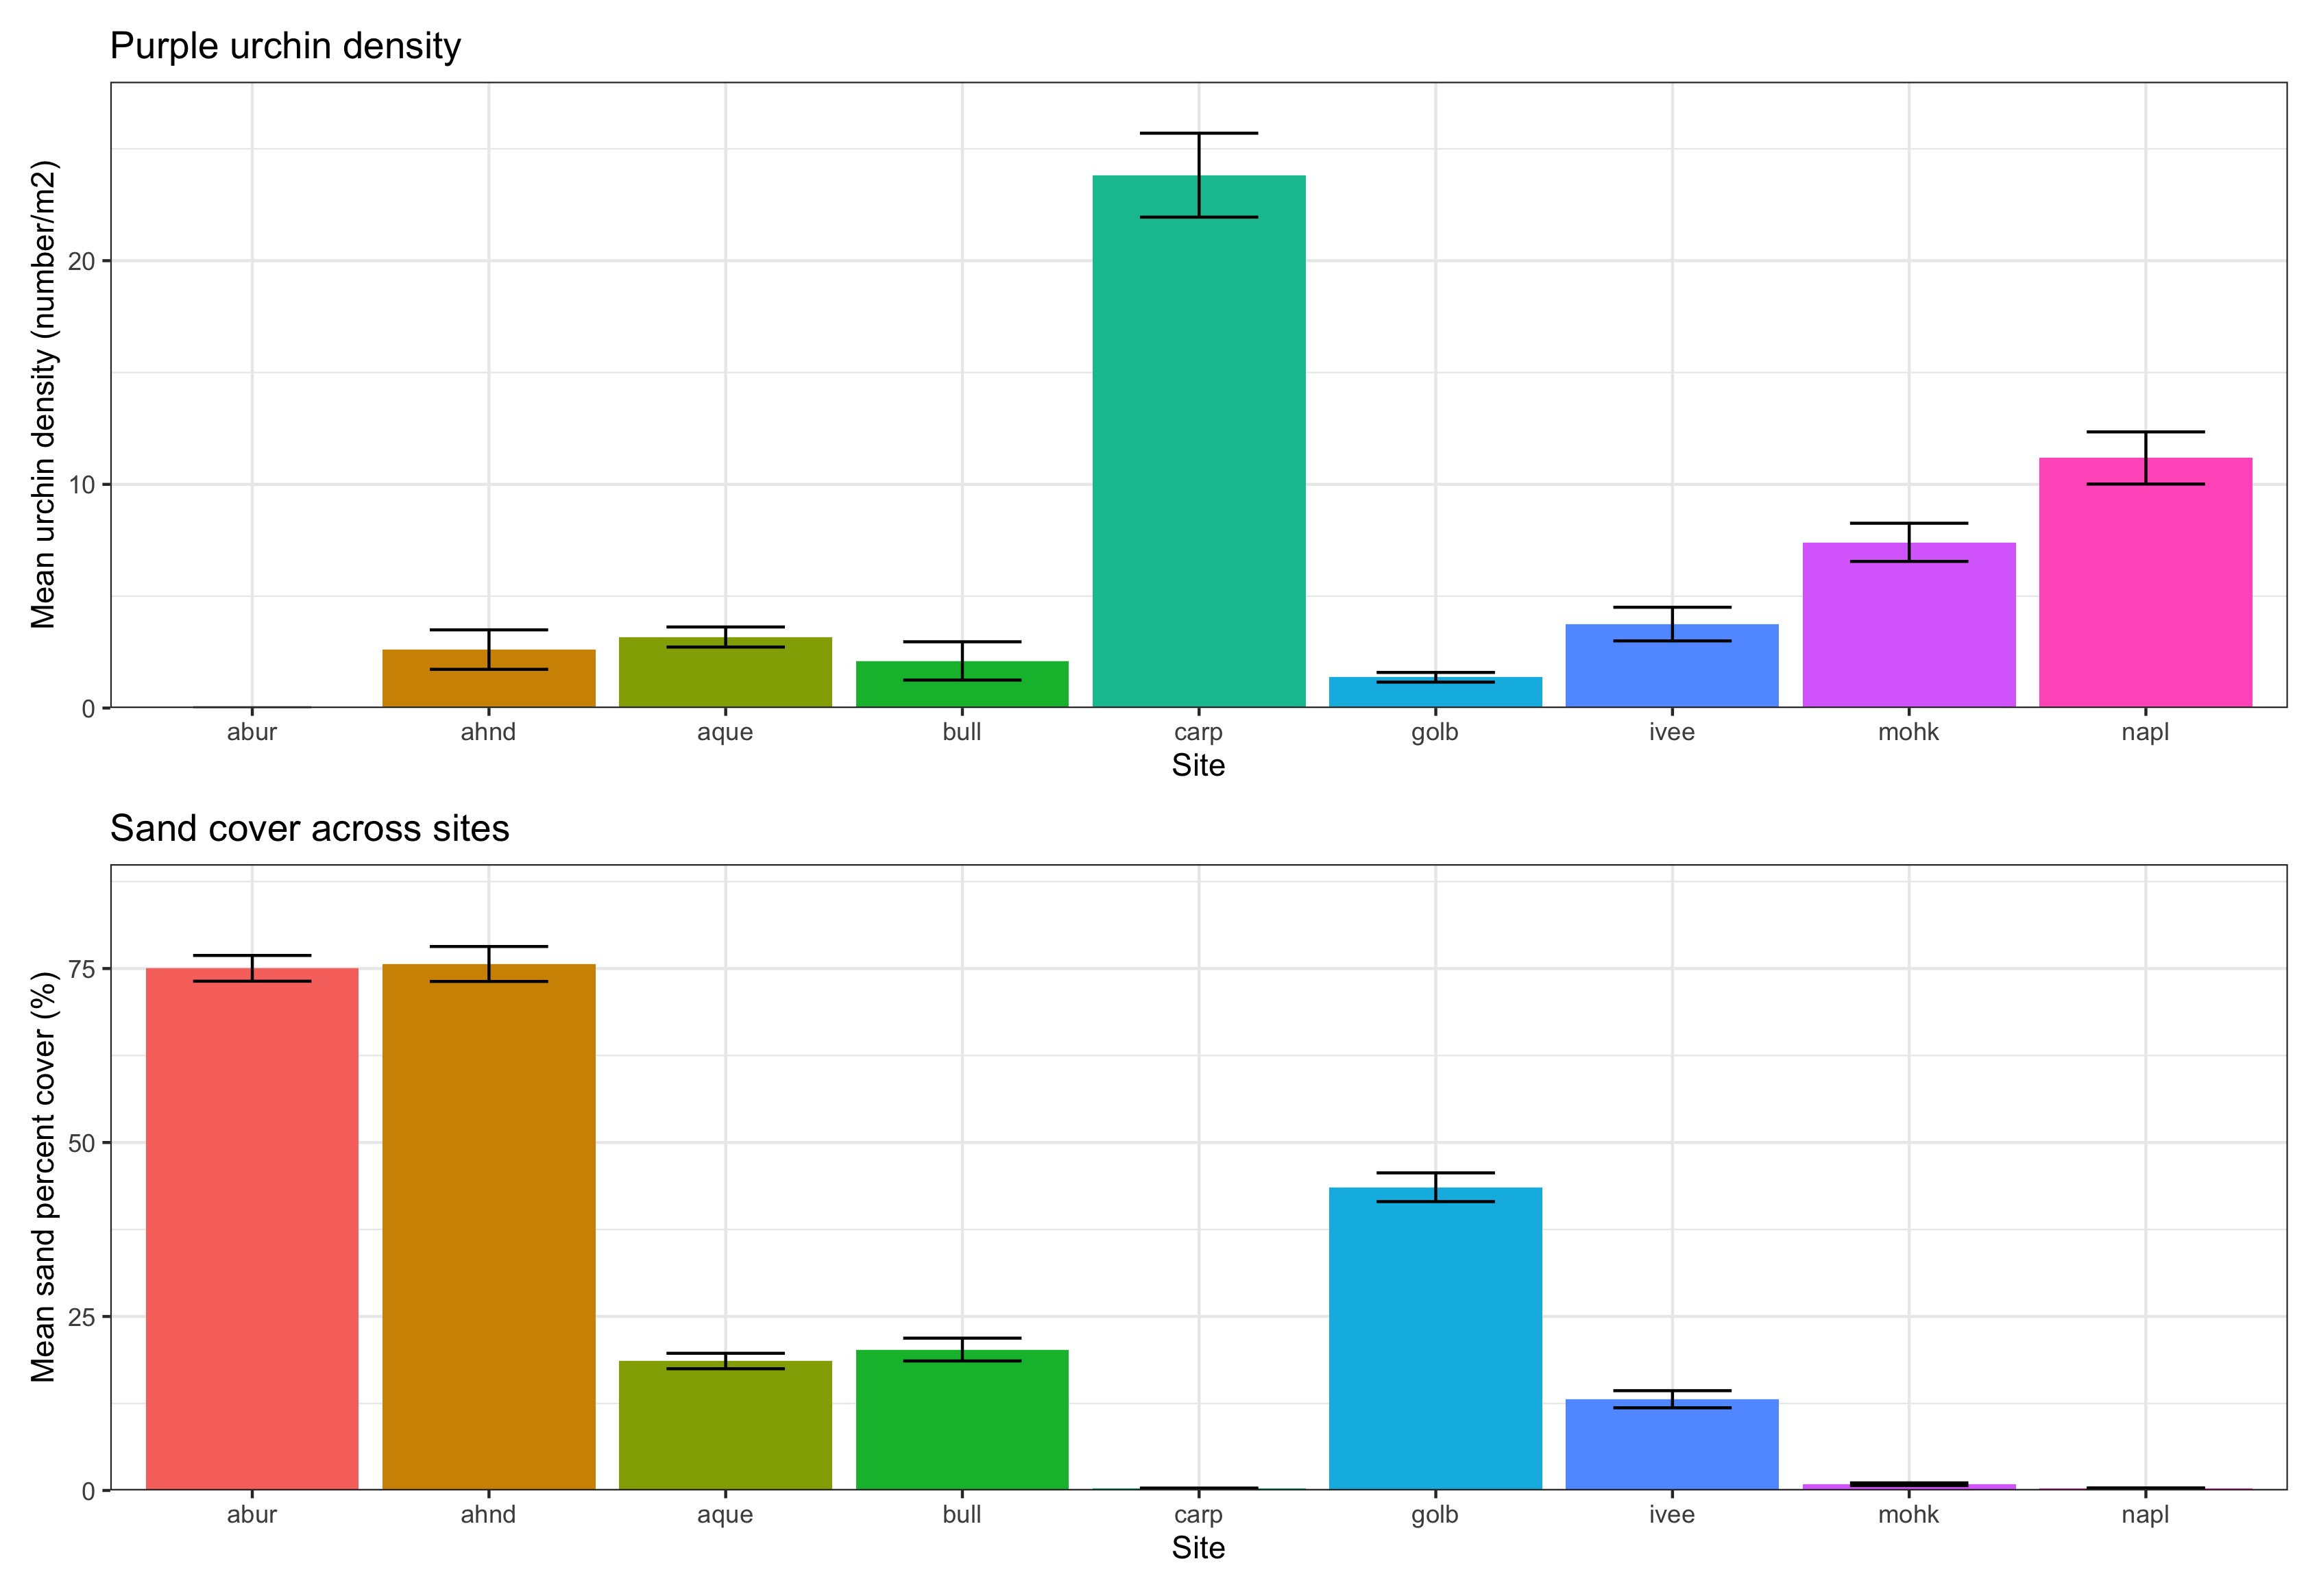 Purple urchin density
Mean urchin density (number/m2)
20
10
0
abur ahnd aque bull carp golb ivee mohk napl
Site
Sand cover across sites
Mean sand percent cover (%)
75
50
25
0
abur ahnd aque bull carp golb ivee mohk napl
Site